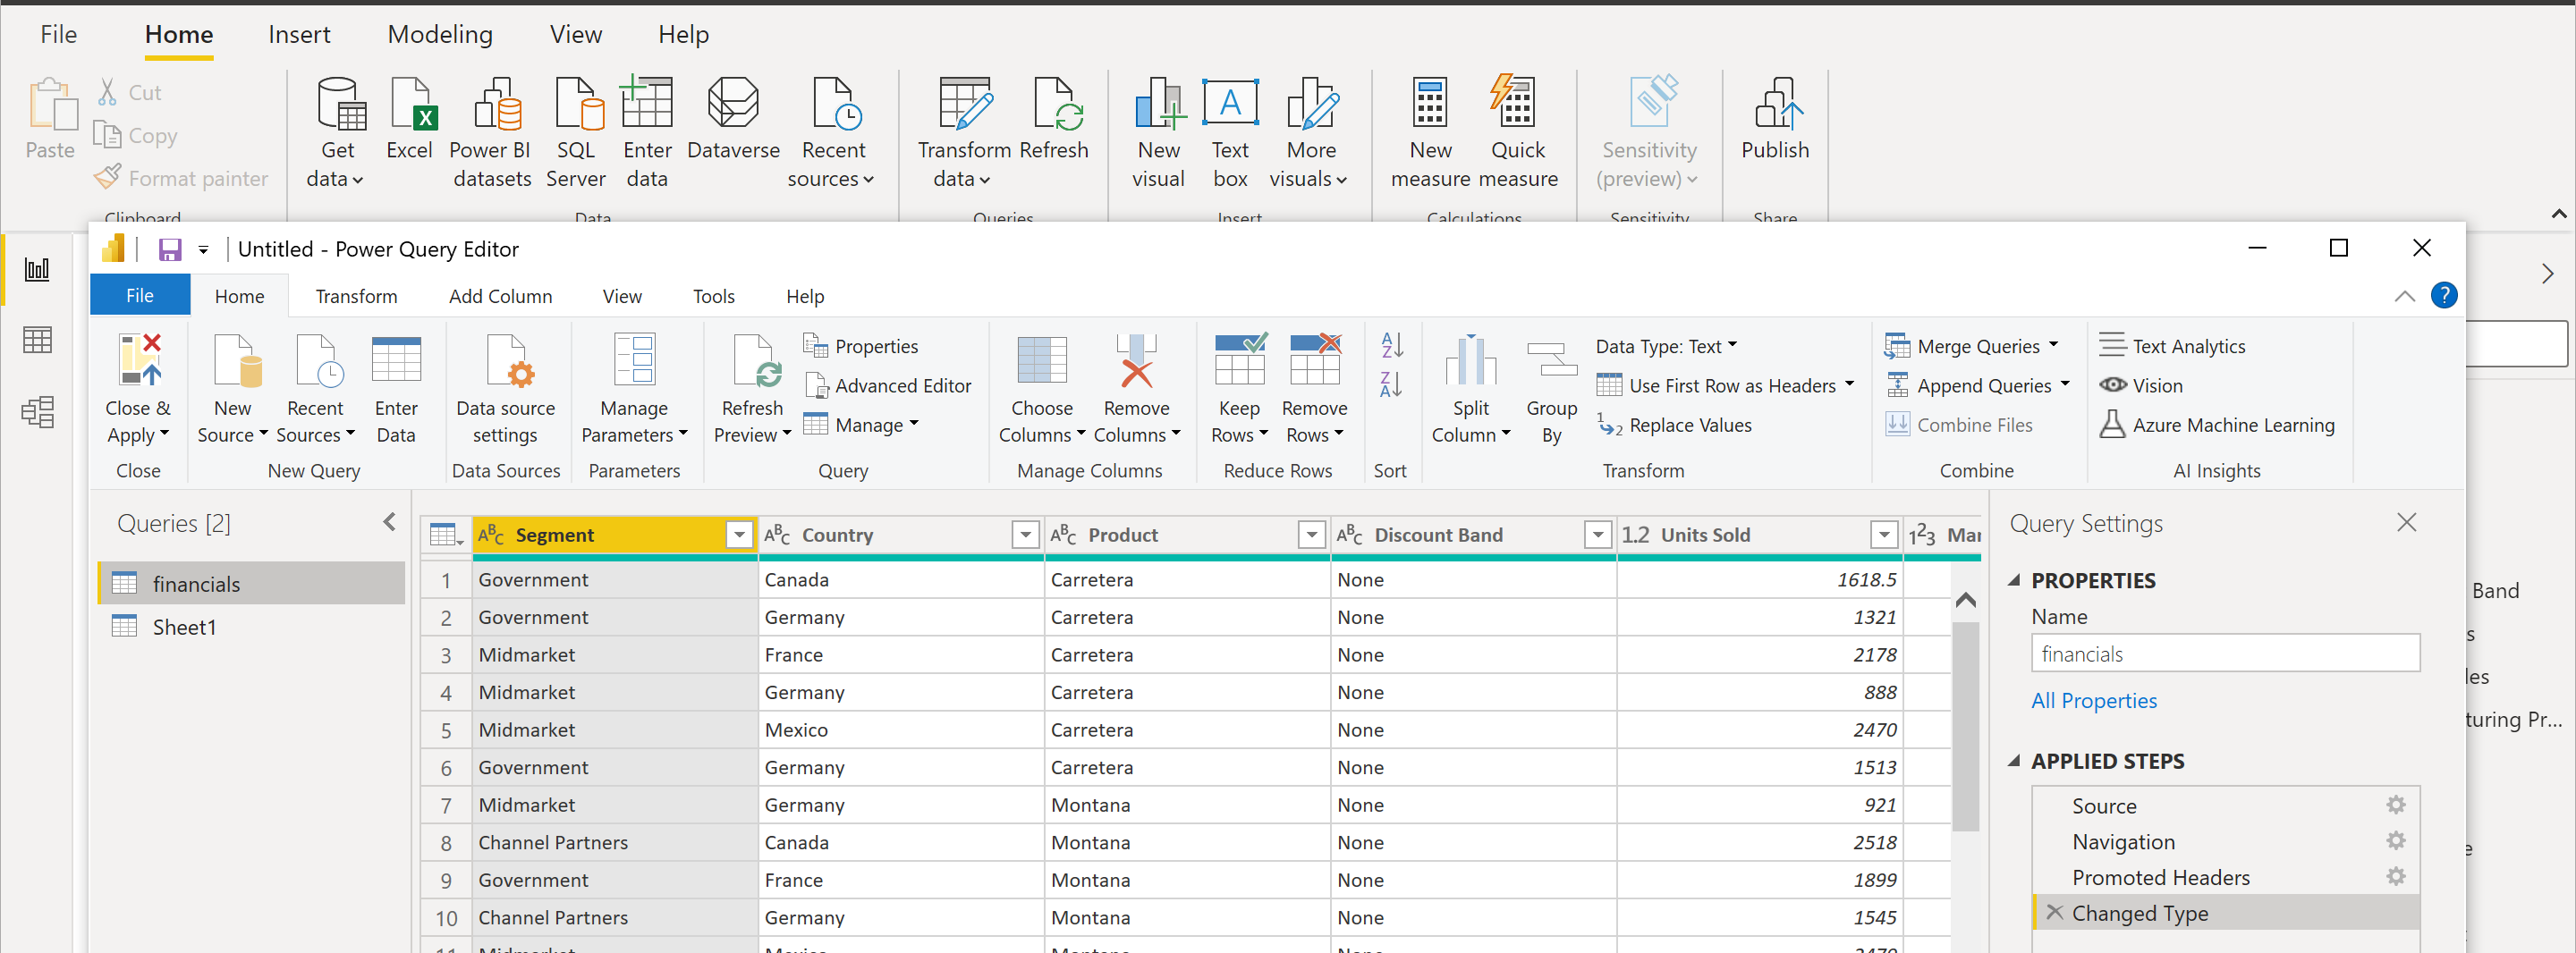 File Home Insert Modeling View Help
Paste
Cut
Copy
Format painter
Clipboard
Get data
Excel
Power BI datasets
SQL Server
Enter data
Dataverse
Recent sources
Data
Transform data
Refresh
Queries
New visual
Text box
A
More visuals
Insert
New measure
Quick measure
Calculations
Sensitivity (preview)
Sensitivity
Publish
Share
Untitled - Power Query Editor
File Home Transform Add Column View Tools Help
?
Close & Apply
Close
New Source
Recent Sources
Enter Data
New Query
Data source settings
Data Sources
Manage Parameters
Parameters
Refresh Preview
Properties
Advanced Editor
Manage
Query
Choose Columns
Remove Columns
Manage Columns
Keep Rows
Remove Rows
Reduce Rows
A Z
Z A
Sort
Split Column
Group By
Data Type: Text
Use First Row as Headers
1 2 Replace Values
Transform
Merge Queries
Append Queries
Combine Files
Combine
Text Analytics
Vision
Azure Machine Learning
AI Insights
Queries [2]
financials
Sheet1
ABC Segment ABC Country ABC Product ABC Discount Band 1.2 Units Sold 123 Mar
1 Government Canada Carretera None 1618.5
2 Government Germany Carretera None 1321
3 Midmarket France Carretera None 2178
4 Midmarket Germany Carretera None 888
5 Midmarket Mexico Carretera None 2470
6 Government Germany Carretera None 1513
7 Midmarket Germany Montana None 921
8 Channel Partners Canada Montana None 2518
9 Government France Montana None 1899
10 Channel Partners Germany Montana None 1545
Query Settings
PROPERTIES
Name
financials
All Properties
APPLIED STEPS
Source
Navigation
Promoted Headers
Changed Type
Band
s
les
turing Pr...
e